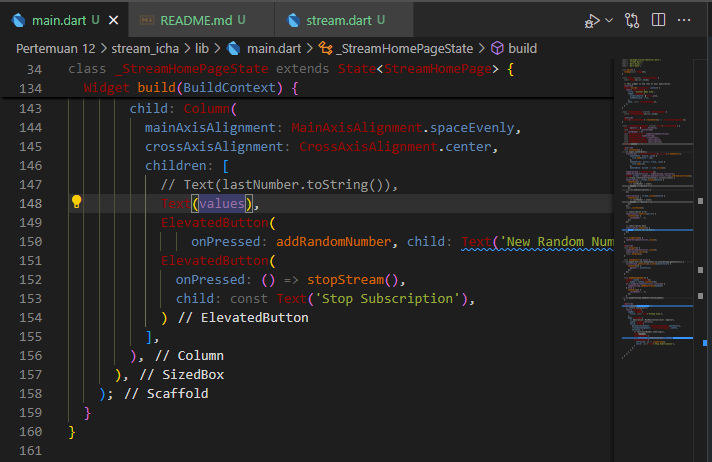 main.dart U README.md U stream.dart U
Pertemuan 12 > stream_icha > lib > main.dart > _StreamHomePageState > build
34 class _StreamHomePageState extends State<StreamHomePage> {
134 Widget build(BuildContext) {
143 child: Column(
144 mainAxisAlignment: MainAxisAlignment.spaceEvenly,
145 crossAxisAlignment: CrossAxisAlignment.center,
146 children: [
147 // Text(lastNumber.toString()),
148 Text(values),
149 ElevatedButton(
150 onPressed: addRandomNumber, child: Text('New Random Num
151 ElevatedButton(
152 onPressed: () => stopStream(),
153 child: const Text('Stop Subscription'),
154 ) // ElevatedButton
155 ],
156 ), // Column
157 ), // SizedBox
158 ); // Scaffold
159 }
160 }
161